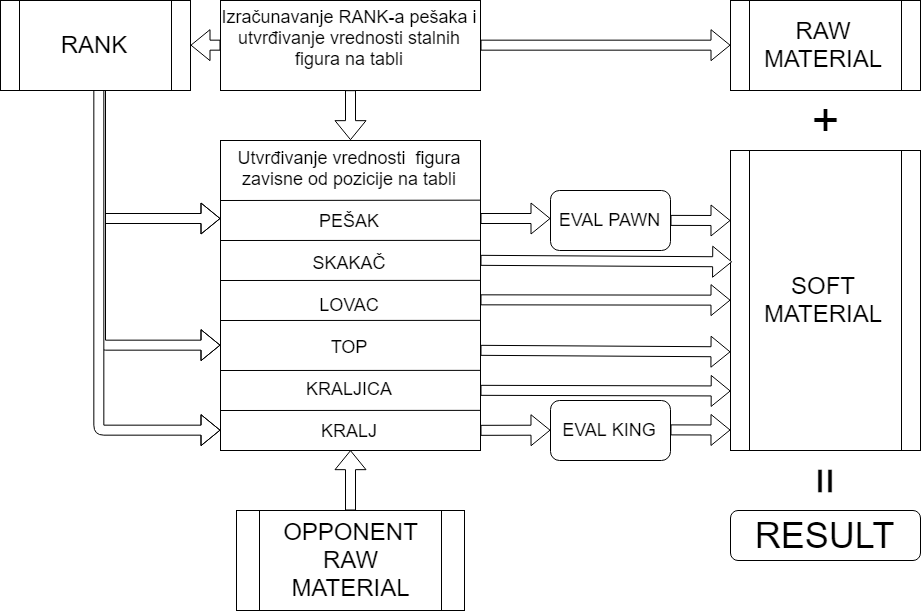 RANK
Izračunavanje RANK-a pešaka i
utvrđivanje vrednosti stalnih
figura na tabli
RAW
MATERIAL
+
Utvrđivanje vrednosti figura
zavisne od pozicije na tabli
PEŠAK
EVAL PAWN
SKAKAČ
LOVAC
SOFT
MATERIAL
TOP
KRALJICA
KRALJ
EVAL KING
=
OPPONENT
RAW
MATERIAL
RESULT